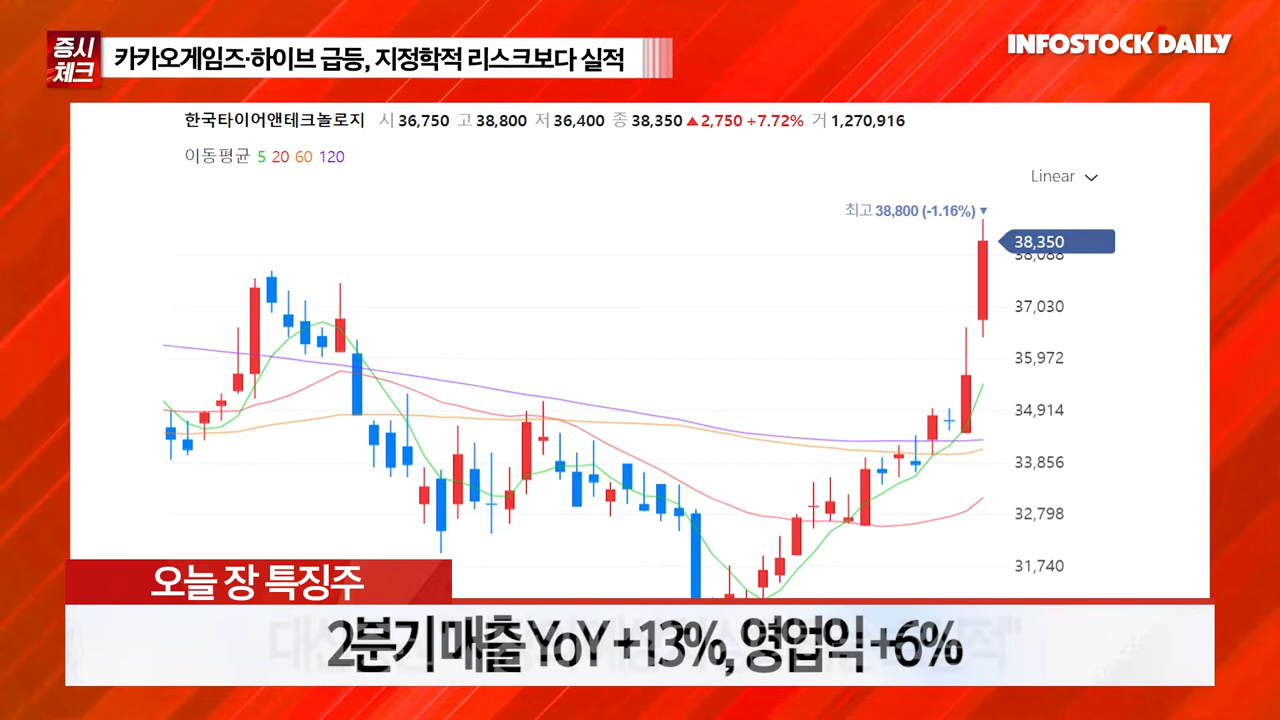 증시
체크
카카오게임즈·하이브 급등, 지정학적 리스크보다 실적
INFOSTOCK DAILY
한국타이어앤테크놀로지 시 36,750 고 38,800 저 36,400 종 38,350 ▲2,750 +7.72% 거 1,270,916
이동평균 5 20 60 120
Linear
최고 38,800 (-1.16%) ▼
38,350
38,088
37,030
35,972
34,914
33,856
32,798
31,740
오늘 장 특징주
2분기 매출 YoY +13%, 영업익 +6%